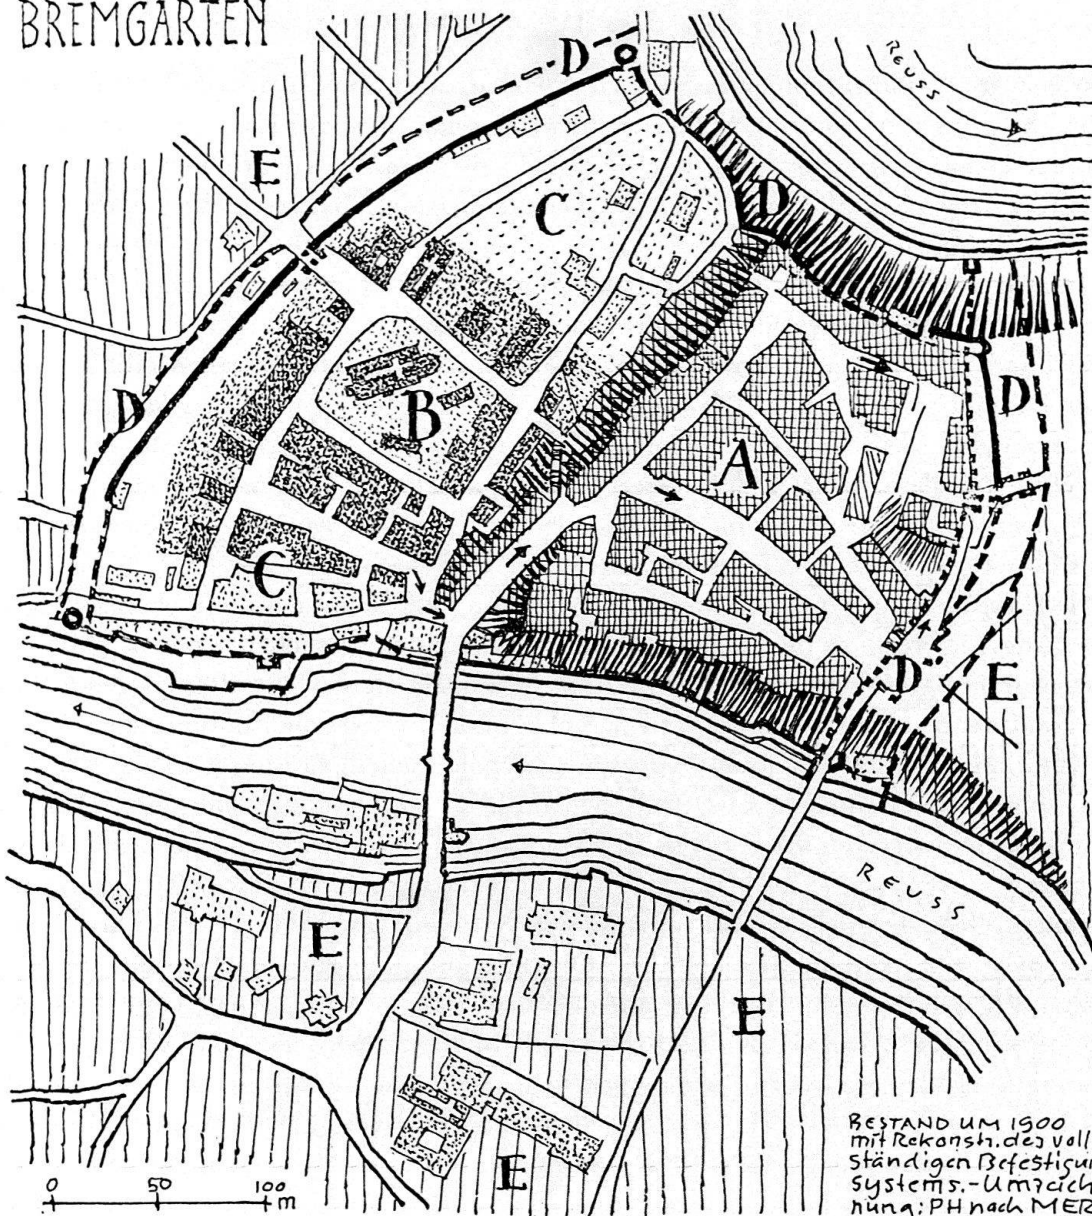 BREMGARTEN
D
REUSS
E
C
D
D
D
B
A
C
D
E
REUSS
E
E
E
0 50 100 m
BESTAND UM 1900
mit Rekonstr. des voll
ständigen Befestigun
Systems.-Umzeich
nung: PH nach MER